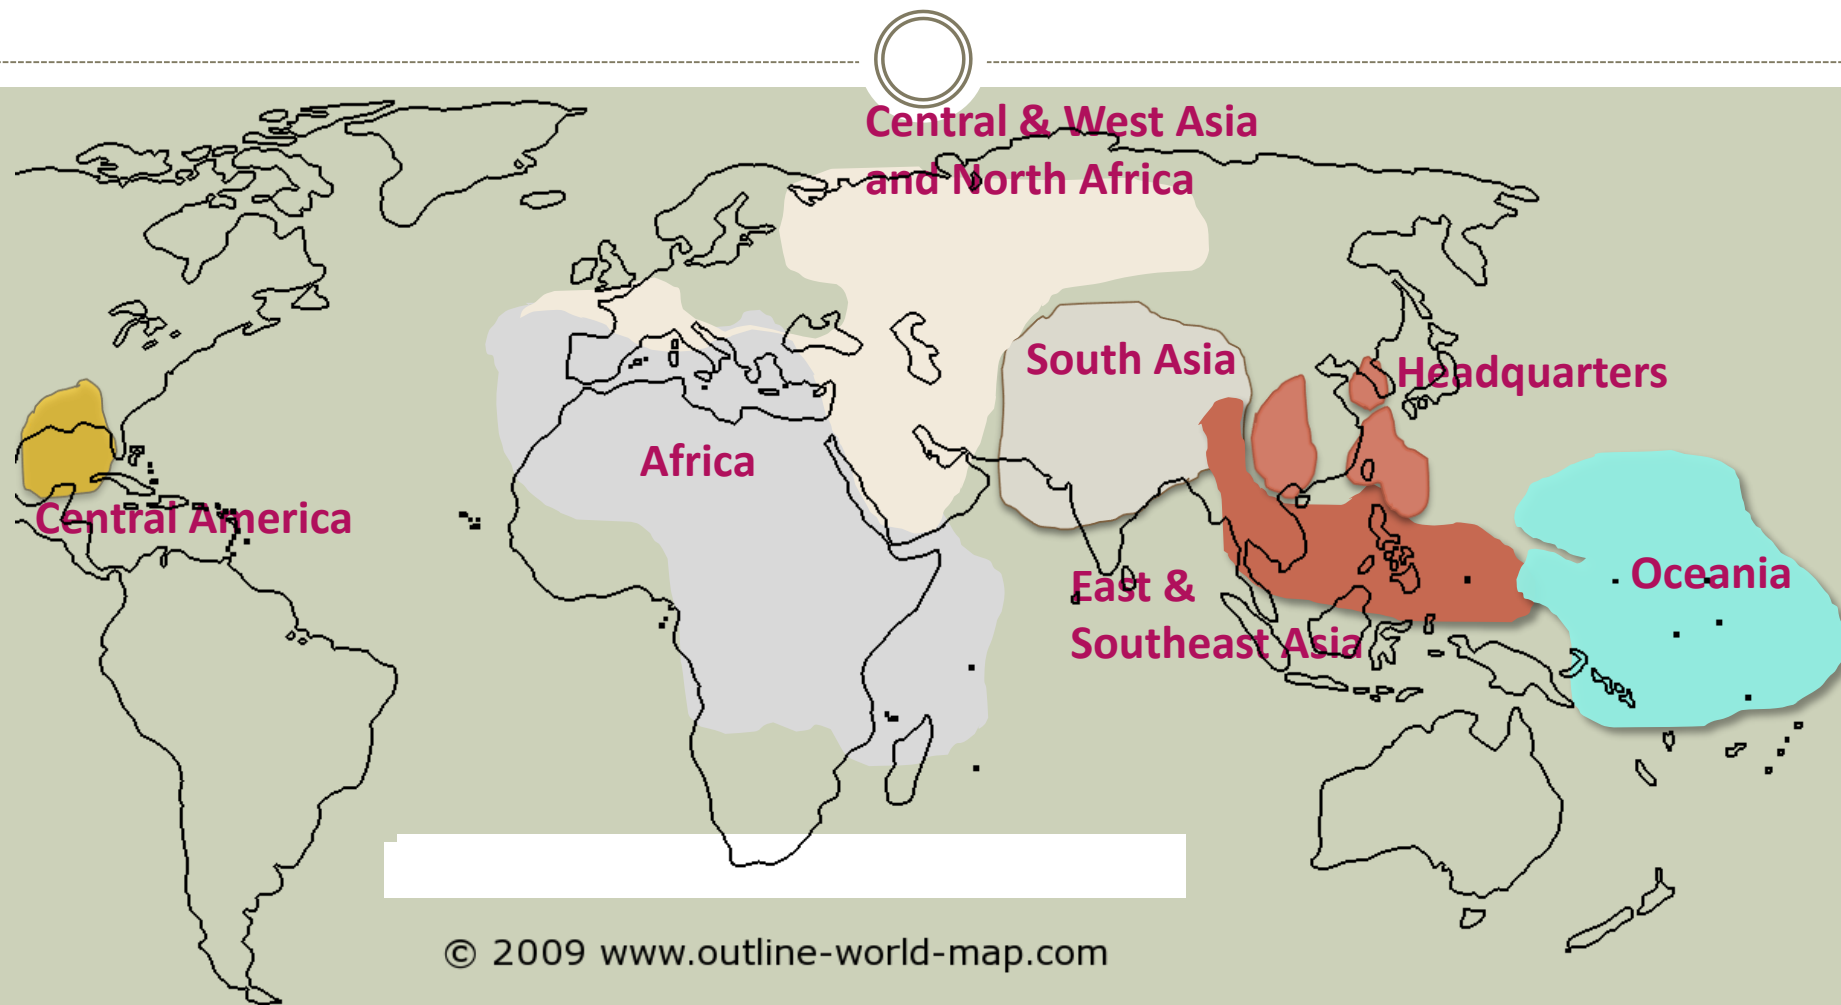 Central & West Asia
and North Africa
South Asia
Headquarters
Africa
Central America
East &
Southeast Asia
Oceania
© 2009 www.outline-world-map.com